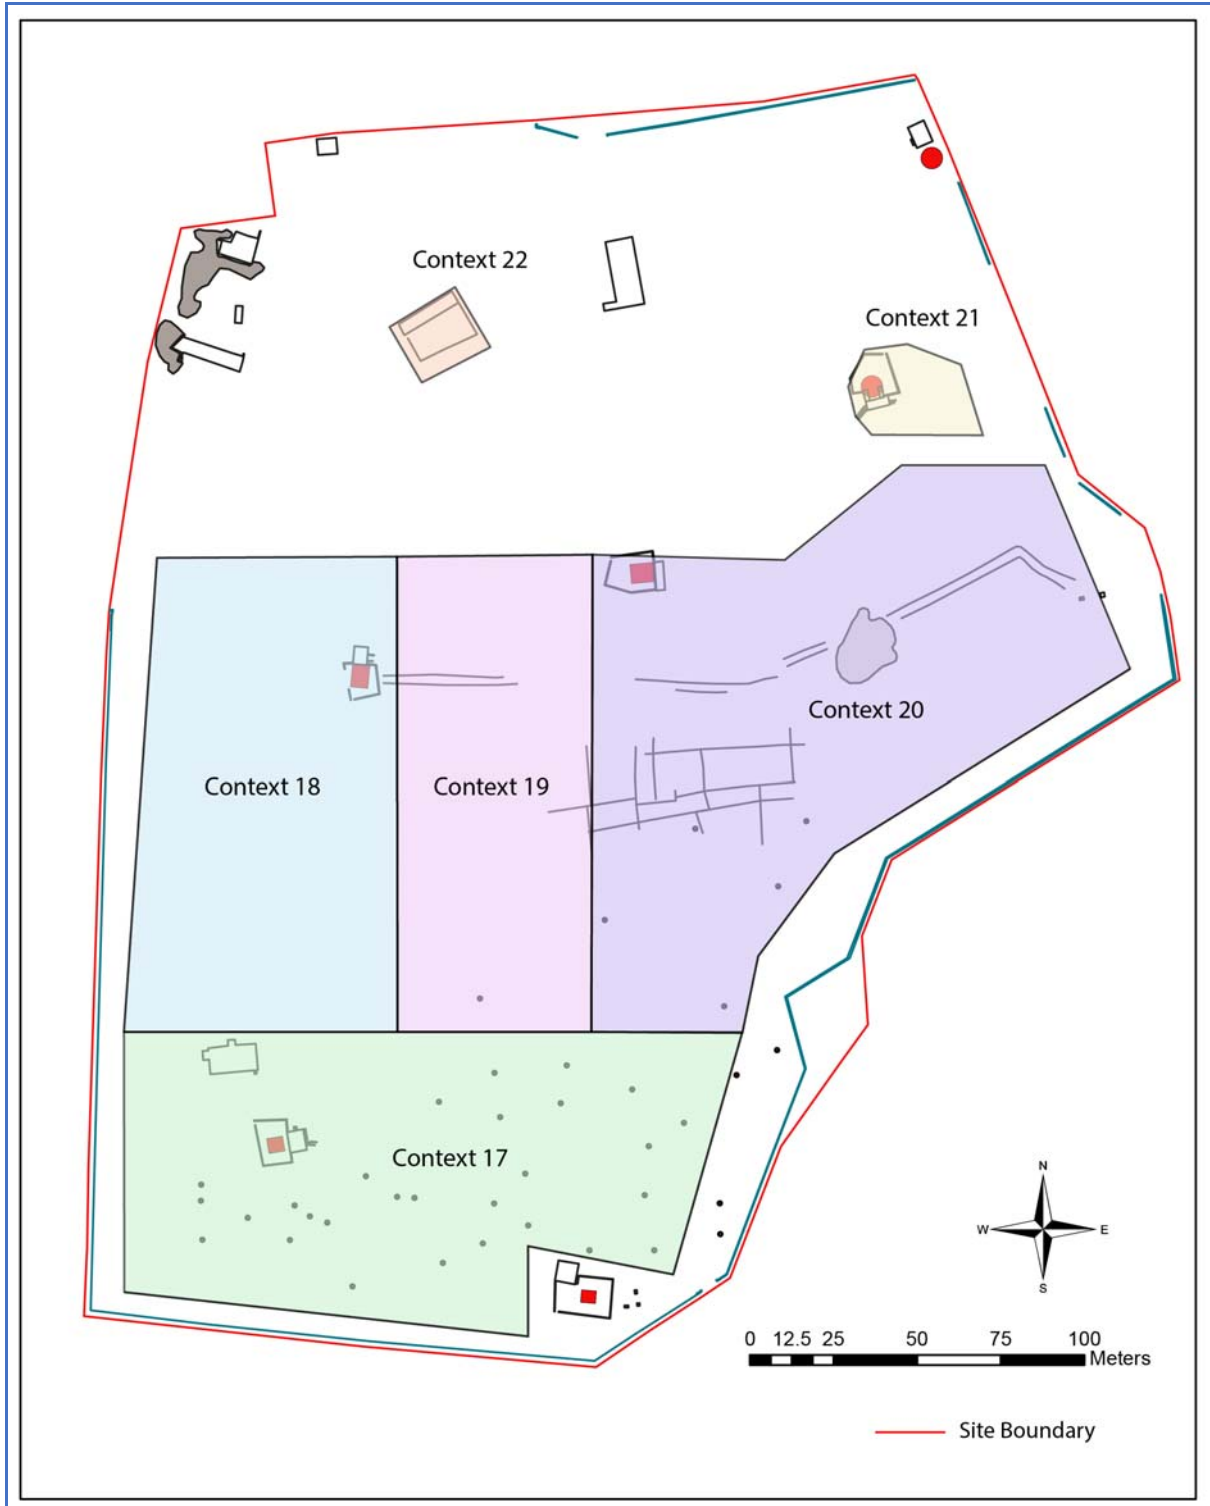 Context 22
Context 21
Context 20
Context 18
Context 19
Context 17
N
W
E
S
0 12.5 25 50 75 100
Meters
Site Boundary